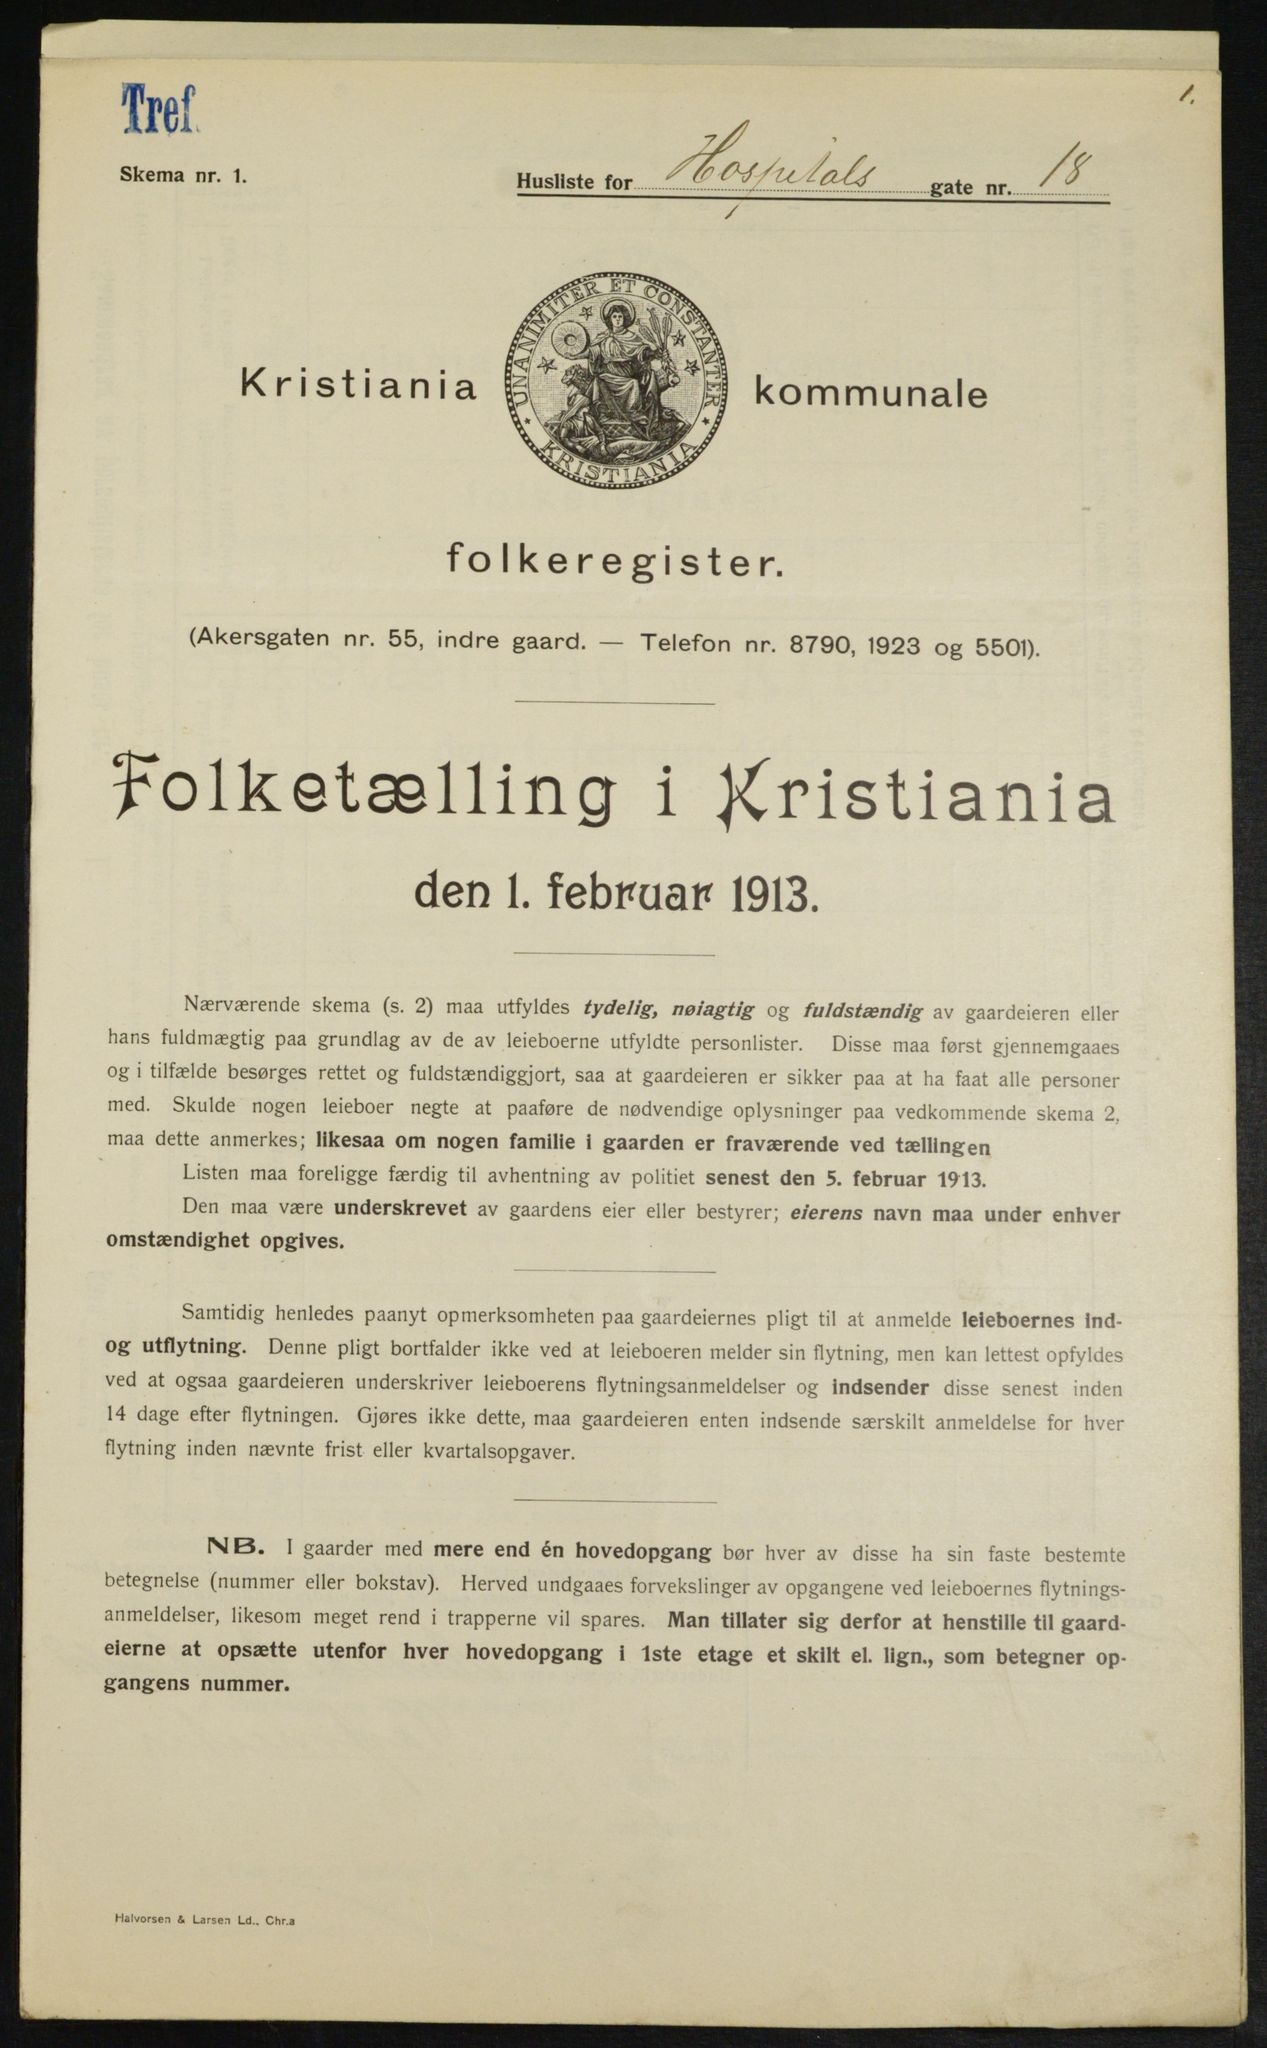 1.
Tref.
Skema nr. 1.
Husliste for Hospitals gate nr. 18
UNANIMITER ET CONSTANTER
KRISTIANIA
Kristiania kommunale
folkeregister.
(Akersgaten nr. 55, indre gaard. — Telefon nr. 8790, 1923 og 5501).
Folketælling i Kristiania
den 1. februar 1913.
Nærværende skema (s. 2) maa utfyldes tydelig, nøiagtig og fuldstændig av gaardeieren eller
hans fuldmægtig paa grundlag av de av leieboerne utfyldte personlister. Disse maa først gjennemgaaes
og i tilfælde besørges rettet og fuldstændiggjort, saa at gaardeieren er sikker paa at ha faat alle personer
med. Skulde nogen leieboer negte at paaføre de nødvendige oplysninger paa vedkommende skema 2,
maa dette anmerkes; likesaa om nogen familie i gaarden er fraværende ved tællingen
Listen maa foreligge færdig til avhentning av politiet senest den 5. februar 1913.
Den maa være underskrevet av gaardens eier eller bestyrer; eierens navn maa under enhver
omstændighet opgives.
Samtidig henledes paanyt opmerksomheten paa gaardeiernes pligt til at anmelde leieboernes ind-
og utflytning. Denne pligt bortfalder ikke ved at leieboeren melder sin flytning, men kan lettest opfyldes
ved at ogsaa gaardeieren underskriver leieboerens flytningsanmeldelser og indsender disse senest inden
14 dage efter flytningen. Gjøres ikke dette, maa gaardeieren enten indsende særskilt anmeldelse for hver
flytning inden nævnte frist eller kvartalsopgaver.
NB. I gaarder med mere end én hovedopgang bør hver av disse ha sin faste bestemte
betegnelse (nummer eller bokstav). Herved undgaaes forvekslinger av opgangene ved leieboernes flytnings-
anmeldelser, likesom meget rend i trapperne vil spares. Man tillater sig derfor at henstille til gaard-
eierne at opsætte utenfor hver hovedopgang i 1ste etage et skilt el. lign., som betegner op-
gangens nummer.
Halvorsen & Larsen Ld., Chr.a